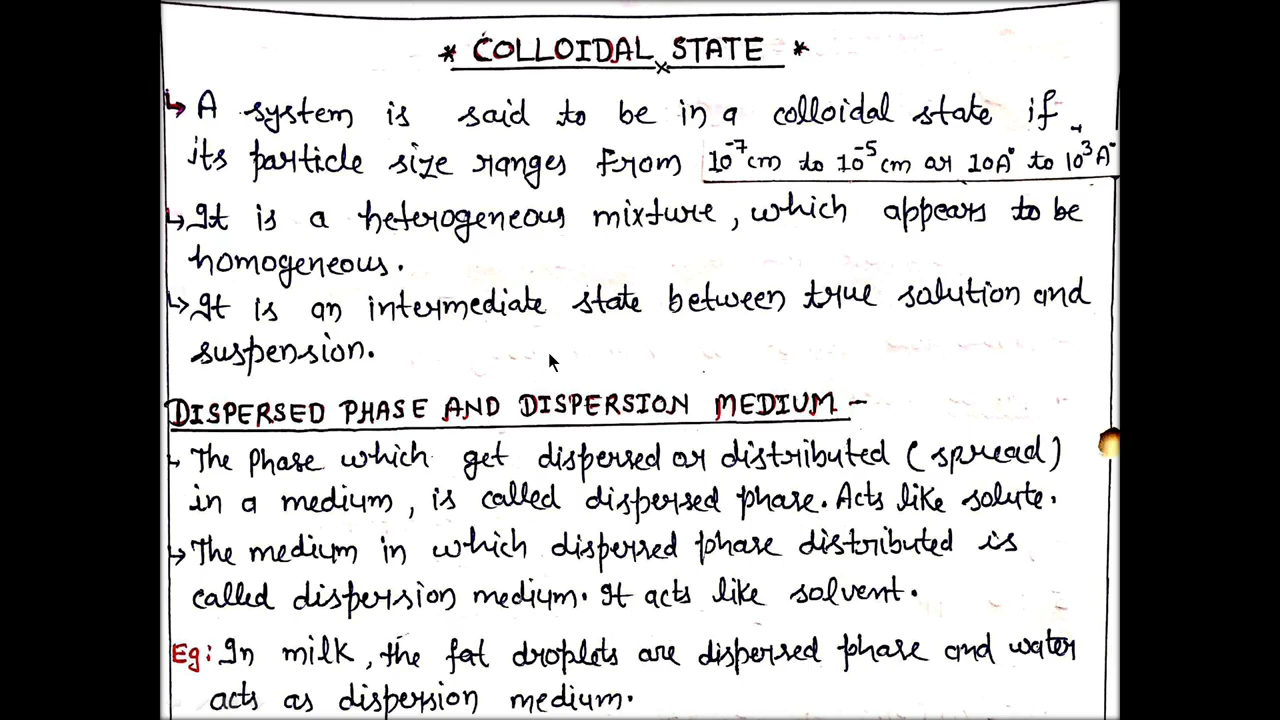 * COLLOIDAL STATE *
↳ A system is said to be in a colloidal state if
its particle size ranges from 10⁻⁷cm to 10⁻⁵cm or 10A° to 10³A°
↳ It is a heterogeneous mixture, which appears to be
homogeneous.
↳ It is an intermediate state between true solution and
suspension.
DISPERSED PHASE AND DISPERSION MEDIUM -
↳ The Phase which get dispersed or distributed (spread)
in a medium, is called dispersed phase. Acts like solute.
↳ The medium in which dispersed phase distributed is
called dispersion medium. It acts like solvent.
Eg: In milk, the fat droplets are dispersed phase and water
acts as dispersion medium.